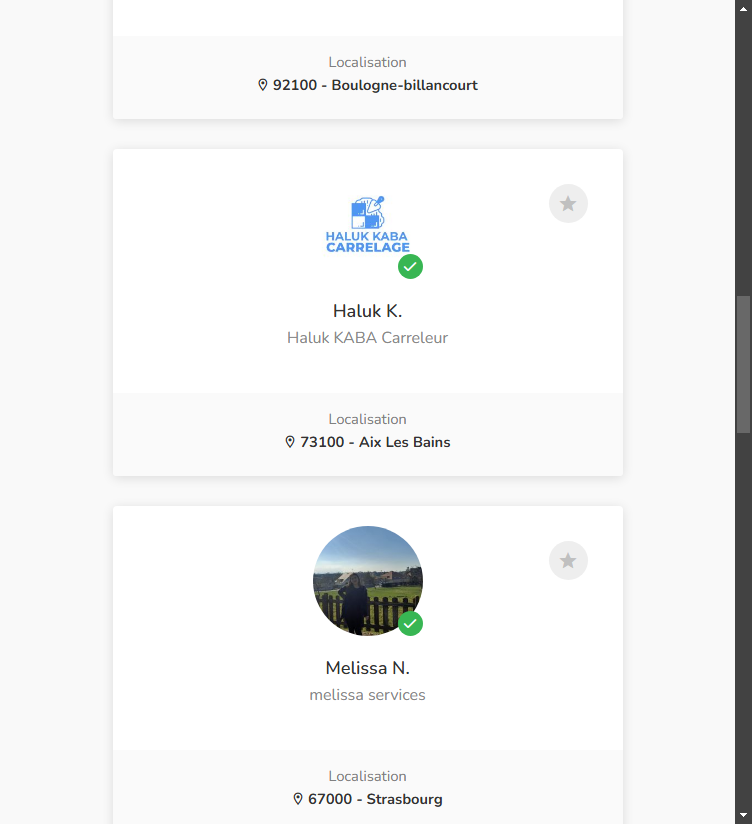 Localisation
92100 - Boulogne-billancourt
HALUK KABA
CARRELAGE
Haluk K.
Haluk KABA Carreleur
Localisation
73100 - Aix Les Bains
Melissa N.
melissa services
Localisation
67000 - Strasbourg